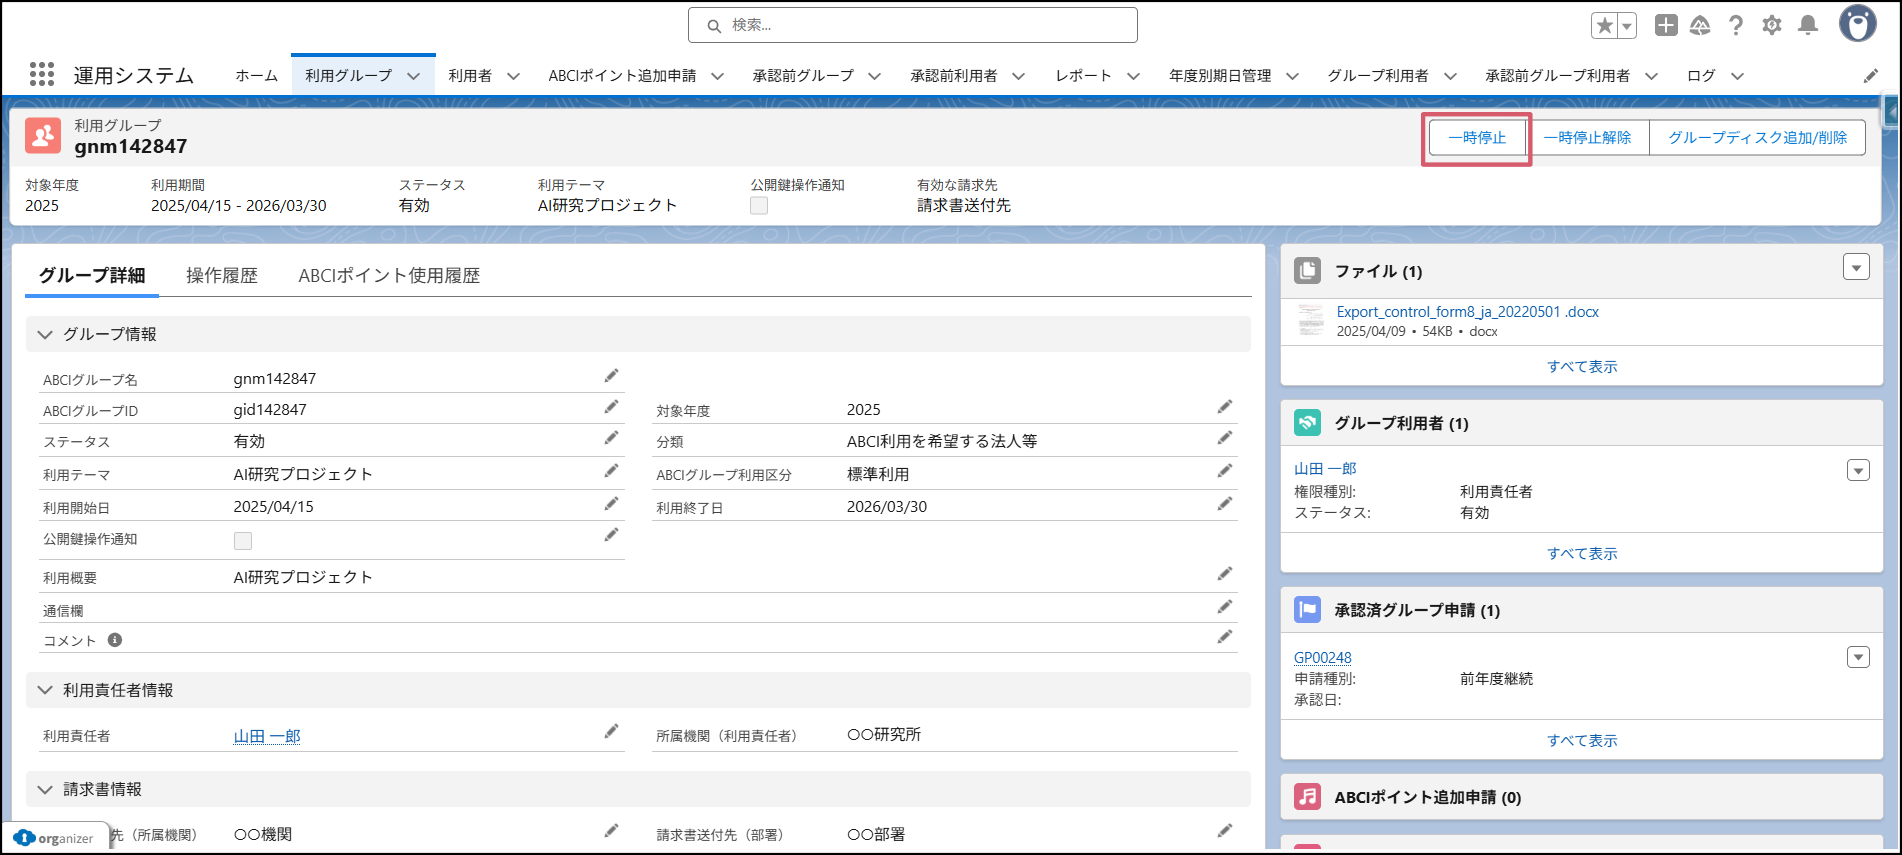 検索...
運用システム
ホーム
利用グループ
利用者
ABCIポイント追加申請
承認前グループ
承認前利用者
レポート
年度別期日管理
グループ利用者
承認前グループ利用者
ログ
利用グループ
gnm142847
一時停止
一時停止解除
グループディスク追加/削除
対象年度
利用期間
ステータス
利用テーマ
公開鍵操作通知
有効な請求先
2025
2025/04/15 - 2026/03/30
有効
AI研究プロジェクト
請求書送付先
グループ詳細
操作履歴
ABCIポイント使用履歴
グループ情報
ABCIグループ名
gnm142847
ABCIグループID
gid142847
対象年度
2025
ステータス
有効
分類
ABCI利用を希望する法人等
利用テーマ
AI研究プロジェクト
ABCIグループ利用区分
標準利用
利用開始日
2025/04/15
利用終了日
2026/03/30
公開鍵操作通知
利用概要
AI研究プロジェクト
通信欄
コメント
利用責任者情報
利用責任者
山田 一郎
所属機関（利用責任者）
〇〇研究所
請求書情報
先（所属機関）
〇〇機関
請求書送付先（部署）
〇〇部署
organizer
ファイル (1)
Export_control_form8_ja_20220501 .docx
2025/04/09 • 54KB • docx
すべて表示
グループ利用者 (1)
山田 一郎
権限種別:
利用責任者
ステータス:
有効
すべて表示
承認済グループ申請 (1)
GP00248
申請種別:
前年度継続
承認日:
すべて表示
ABCIポイント追加申請 (0)